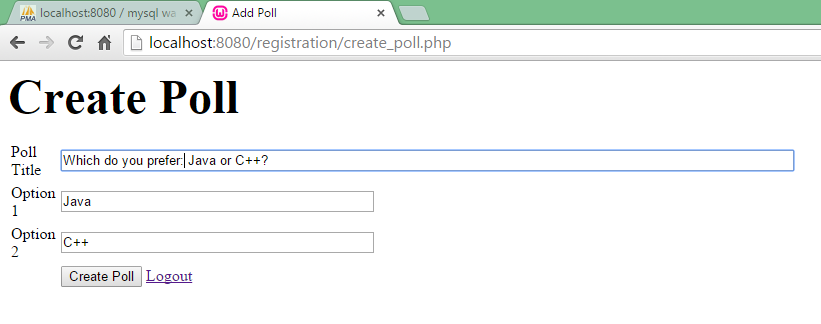 localhost:8080 / mysql wa
Add Poll
localhost:8080/registration/create_poll.php
Create Poll
Poll
Title
Which do you prefer: Java or C++?
Option
1
Java
Option
2
C++
Create Poll Logout